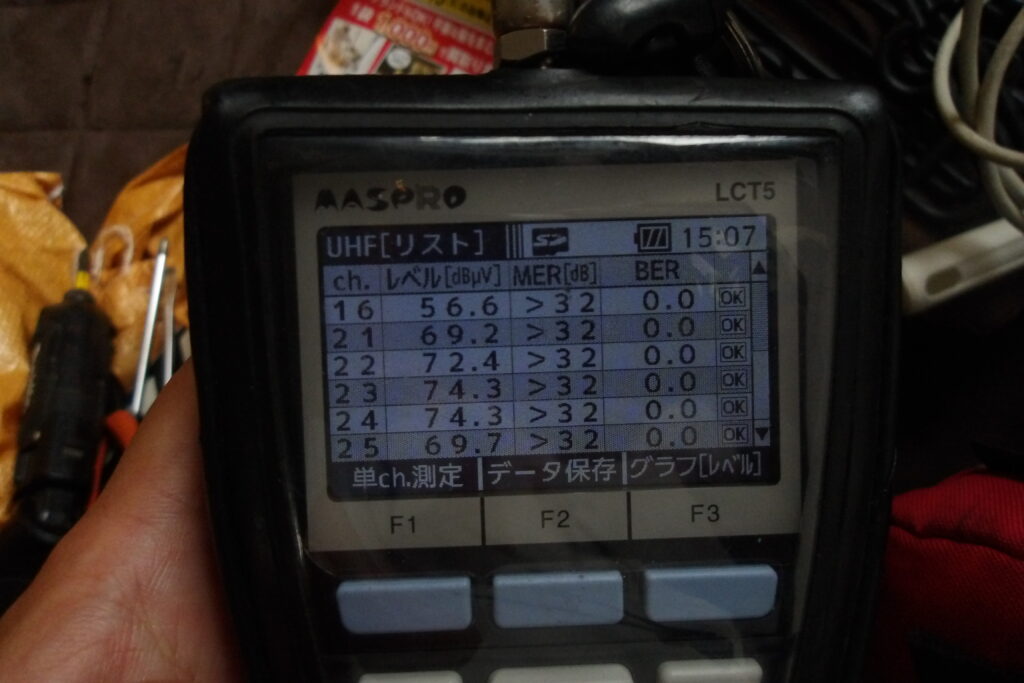 MASPRO
LCT5
UHF[リスト] SD 15:07
ch. レベル[dBμV] MER[dB] BER
16 56.6 >32 0.0 OK
21 69.2 >32 0.0 OK
22 72.4 >32 0.0 OK
23 74.3 >32 0.0 OK
24 74.3 >32 0.0 OK
25 69.7 >32 0.0 OK
単ch.測定 データ保存 グラフ[レベル]
F1 F2 F3